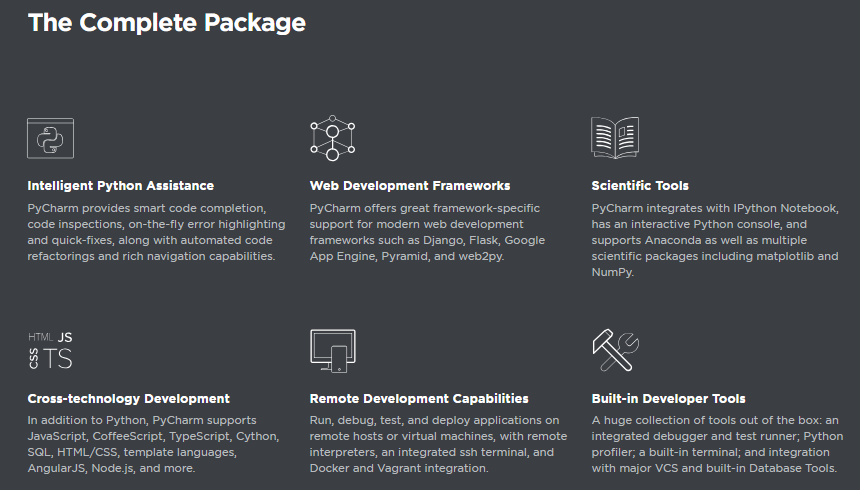 The Complete Package
Intelligent Python Assistance
PyCharm provides smart code completion,
code inspections, on-the-fly error highlighting
and quick-fixes, along with automated code
refactorings and rich navigation capabilities.
Web Development Frameworks
PyCharm offers great framework-specific
support for modern web development
frameworks such as Django, Flask, Google
App Engine, Pyramid, and web2py.
Scientific Tools
PyCharm integrates with IPython Notebook,
has an interactive Python console, and
supports Anaconda as well as multiple
scientific packages including matplotlib and
NumPy.
HTML JS
CSS TS
Cross-technology Development
In addition to Python, PyCharm supports
JavaScript, CoffeeScript, TypeScript, Cython,
SQL, HTML/CSS, template languages,
AngularJS, Node.js, and more.
Remote Development Capabilities
Run, debug, test, and deploy applications on
remote hosts or virtual machines, with remote
interpreters, an integrated ssh terminal, and
Docker and Vagrant integration.
Built-in Developer Tools
A huge collection of tools out of the box: an
integrated debugger and test runner; Python
profiler; a built-in terminal; and integration
with major VCS and built-in Database Tools.